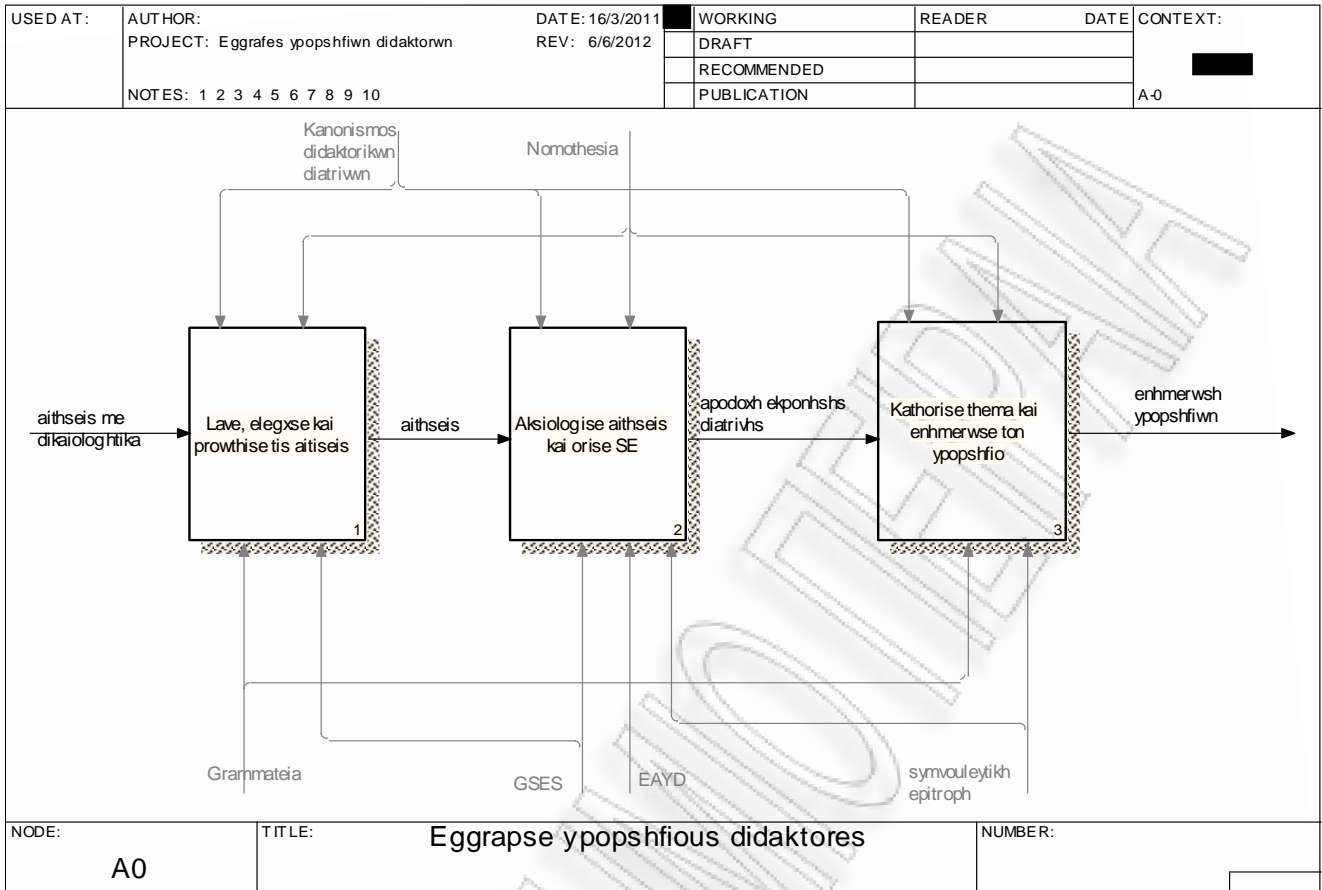 USED AT:
AUTHOR:
DATE: 16/3/2011
WORKING
READER
DATE
CONTEXT:
PROJECT: Eggrafes ypopshfiwn didaktorwn
REV: 6/6/2012
DRAFT
RECOMMENDED
NOTES: 1 2 3 4 5 6 7 8 9 10
PUBLICATION
A-0
Kanonismos
didaktorikwn
diatriwn
Nomothesia
aithseis me
dikaiologhtika
Lave, elegxse kai
prowthise tis aitiseis
1
aithseis
Aksiologise aithseis
kai orise SE
2
apodoxh ekponhshs
diatrivhs
Kathorise thema kai
enhmerwse ton
ypopshfio
3
enhmerwsh
ypopshfiwn
Grammateia
GSES
EAYD
symvouleytikh
epitroph
NODE:
A0
TITLE:
Eggrapse ypopshfious didaktores
NUMBER: